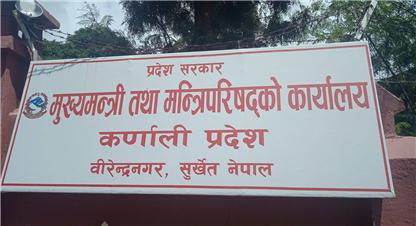 प्रदेश सरकार
मुख्यमन्त्री तथा मन्त्रिपरिषद्को कार्यालय
कर्णाली प्रदेश
वीरेन्द्रनगर, सुर्खेत नेपाल